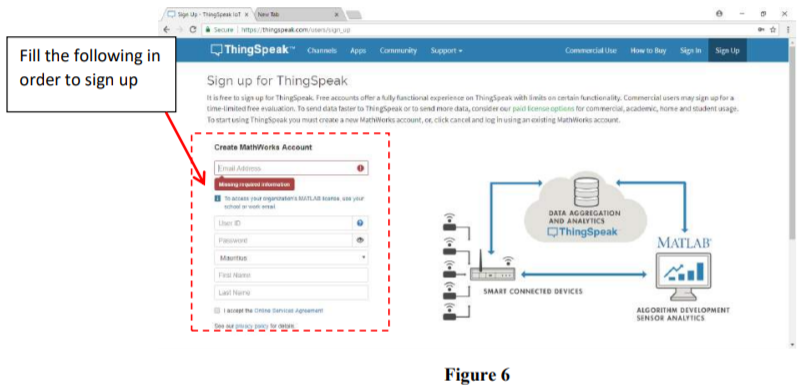 Sign Up - ThingSpeak IoT
New Tab
Secure | https://thingspeak.com/users/sign_up
Fill the following in
order to sign up
ThingSpeak™ Channels Apps Community Support Commercial Use How to Buy Sign In Sign Up
Sign up for ThingSpeak
It is free to sign up for ThingSpeak. Free accounts offer a fully functional experience on ThingSpeak with limits on certain functionality. Commercial users may sign up for a
time-limited free evaluation. To send data faster to ThingSpeak or to send more data, consider our paid license options for commercial, academic, home and student usage.
To start using ThingSpeak you must create a new MathWorks account, or, click cancel and log in using an existing MathWorks account.
Create MathWorks Account
Email Address
Missing required information
To access your organization's MATLAB license, use your
school or work email.
User ID
Password
Mauritius
First Name
Last Name
I accept the Online Services Agreement
See our privacy policy for details.
DATA AGGREGATION
AND ANALYTICS
ThingSpeak
MATLAB
SMART CONNECTED DEVICES
ALGORITHM DEVELOPMENT
SENSOR ANALYTICS
Figure 6